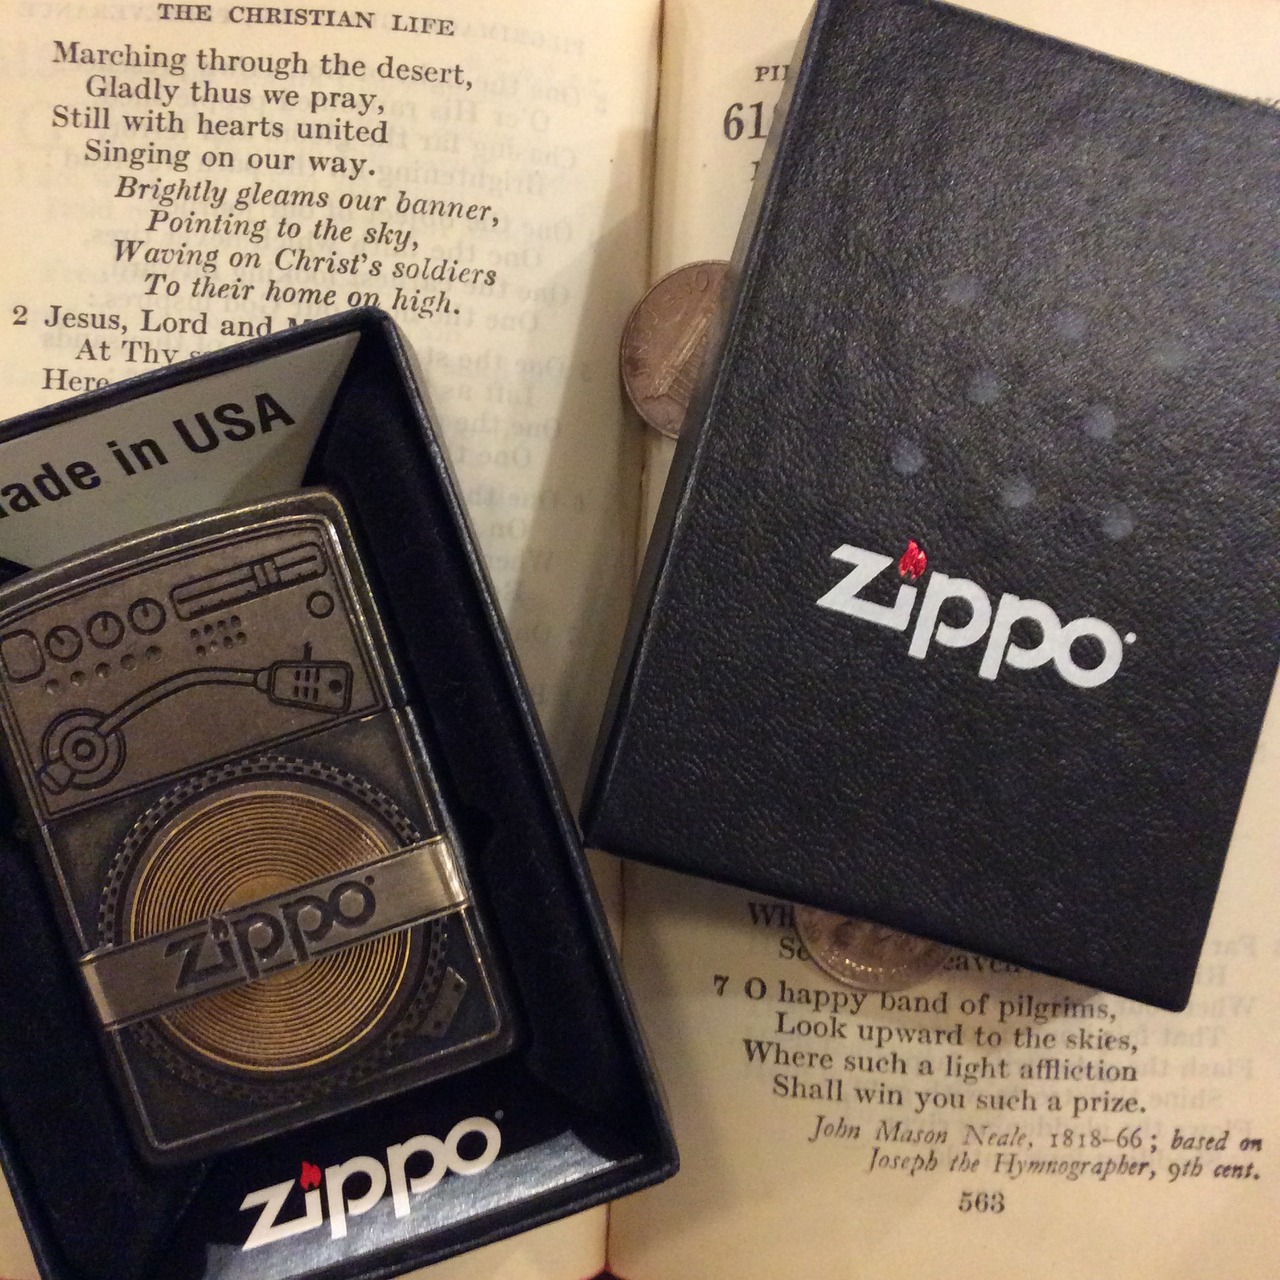 THE CHRISTIAN LIFE
Marching through the desert,
Gladly thus we pray,
Still with hearts united
Singing on our way.
Brightly gleams our banner,
Pointing to the sky,
Waving on Christ's soldiers
To their home on high.
2 Jesus, Lord and
At Thy
Here
Made in USA
zippo
zippo
zippo
7 O happy band of pilgrims,
Look upward to the skies,
Where such a light affliction
Shall win you such a prize.
John Mason Neale, 1818-66; based on
Joseph the Hymnographer, 9th cent.
563